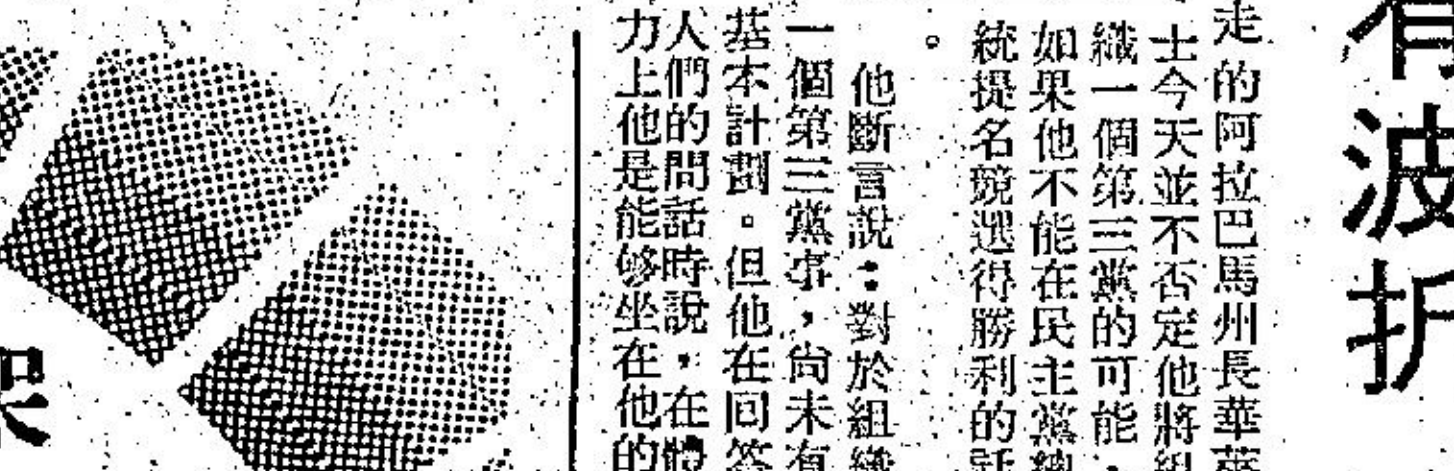 有波折
走的阿拉巴馬州長華
士今天並不否定他將組
織一個第三黨的可能，
如果他不能在民主黨總
統提名競選得勝利的話
。
他斷言說：對於組織
一個第三黨事，尚未有
基本計劃。但他在回答
人們的問話時說，在體
力上他是能够坐在他的